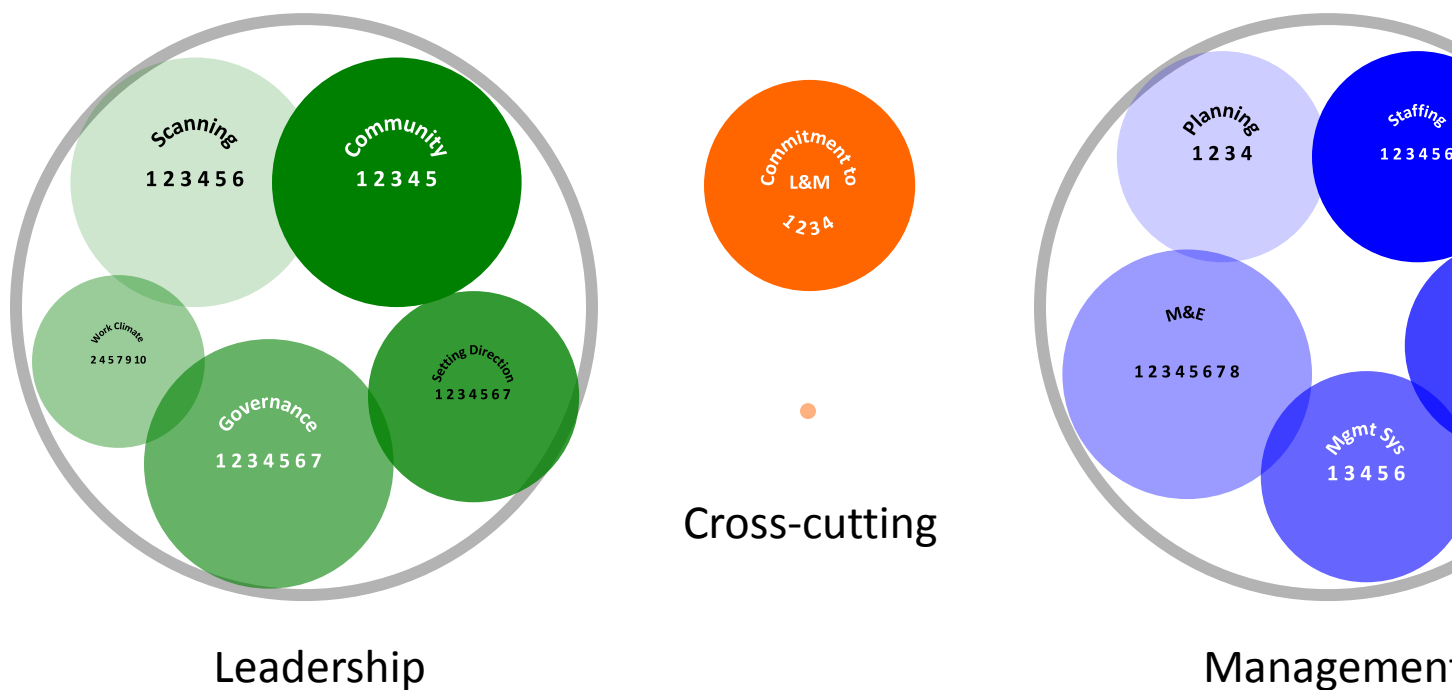 Scanning
1 2 3 4 5 6
Community
1 2 3 4 5
Work Climate
2 4 5 7 9 10
Governance
1 2 3 4 5 6 7
Setting Direction
1 2 3 4 5 6 7
Leadership
Commitment to
L&M
1 2 3 4
Cross-cutting
Planning
1 2 3 4
Staffing
1 2 3 4 5 6
M&E
1 2 3 4 5 6 7 8
Mgmt Sys
1 3 4 5 6
Management